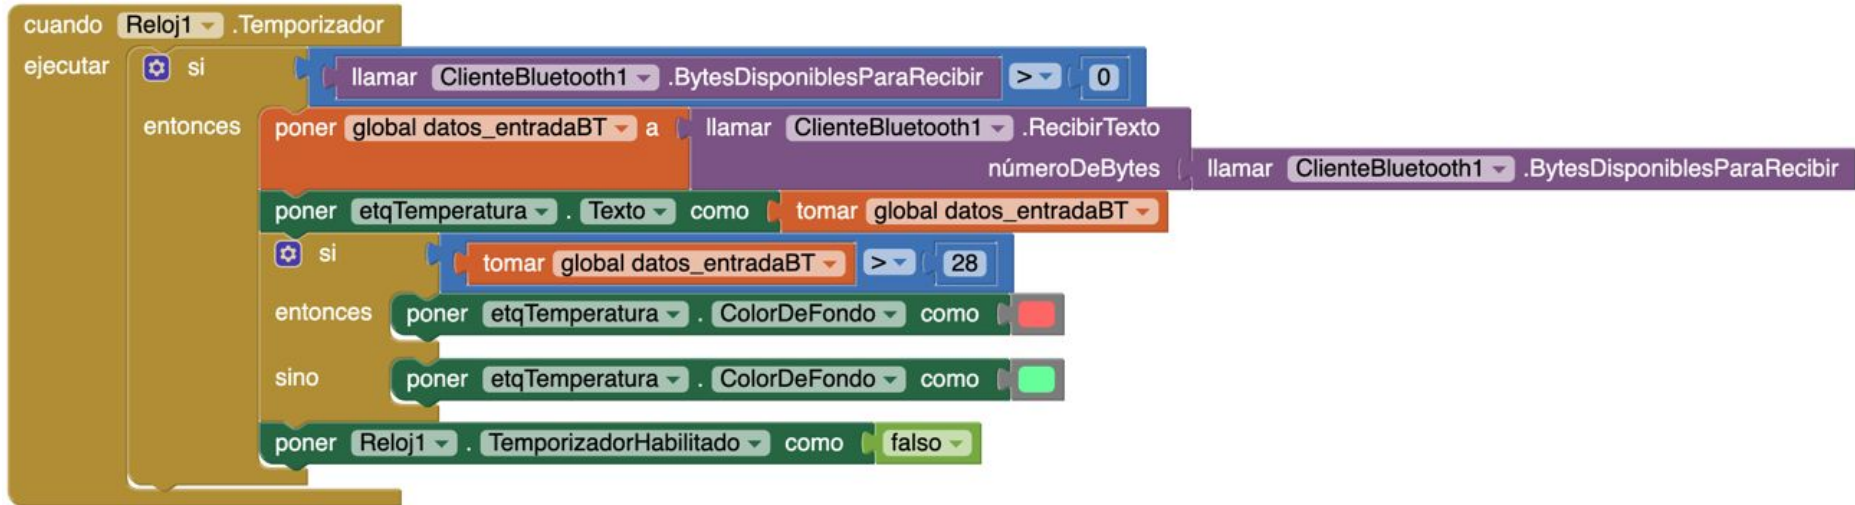 cuando Reloj1 .Temporizador
ejecutar si llamar ClienteBluetooth1 .BytesDisponiblesParaRecibir > 0
entonces poner global datos_entradaBT a llamar ClienteBluetooth1 .RecibirTexto
númeroDeBytes llamar ClienteBluetooth1 .BytesDisponiblesParaRecibir
poner etqTemperatura . Texto como tomar global datos_entradaBT
si tomar global datos_entradaBT > 28
entonces poner etqTemperatura . ColorDeFondo como
sino poner etqTemperatura . ColorDeFondo como
poner Reloj1 . TemporizadorHabilitado como falso